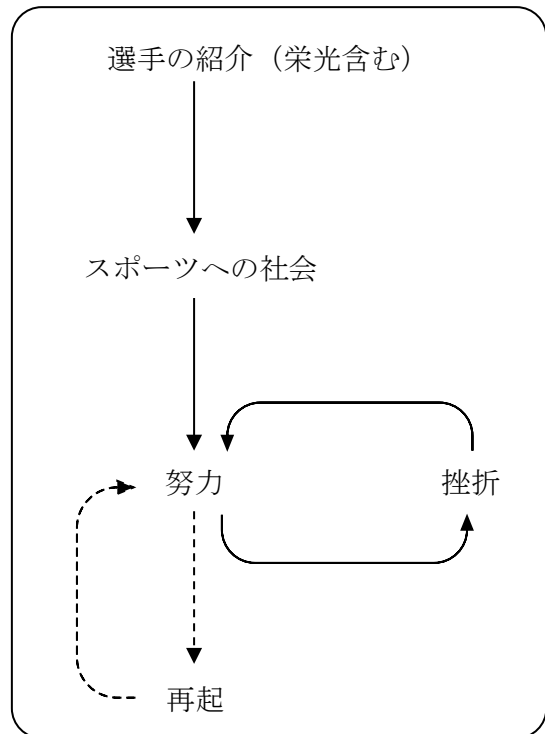 選手の紹介（栄光含む）
スポーツへの社会
努力
挫折
再起